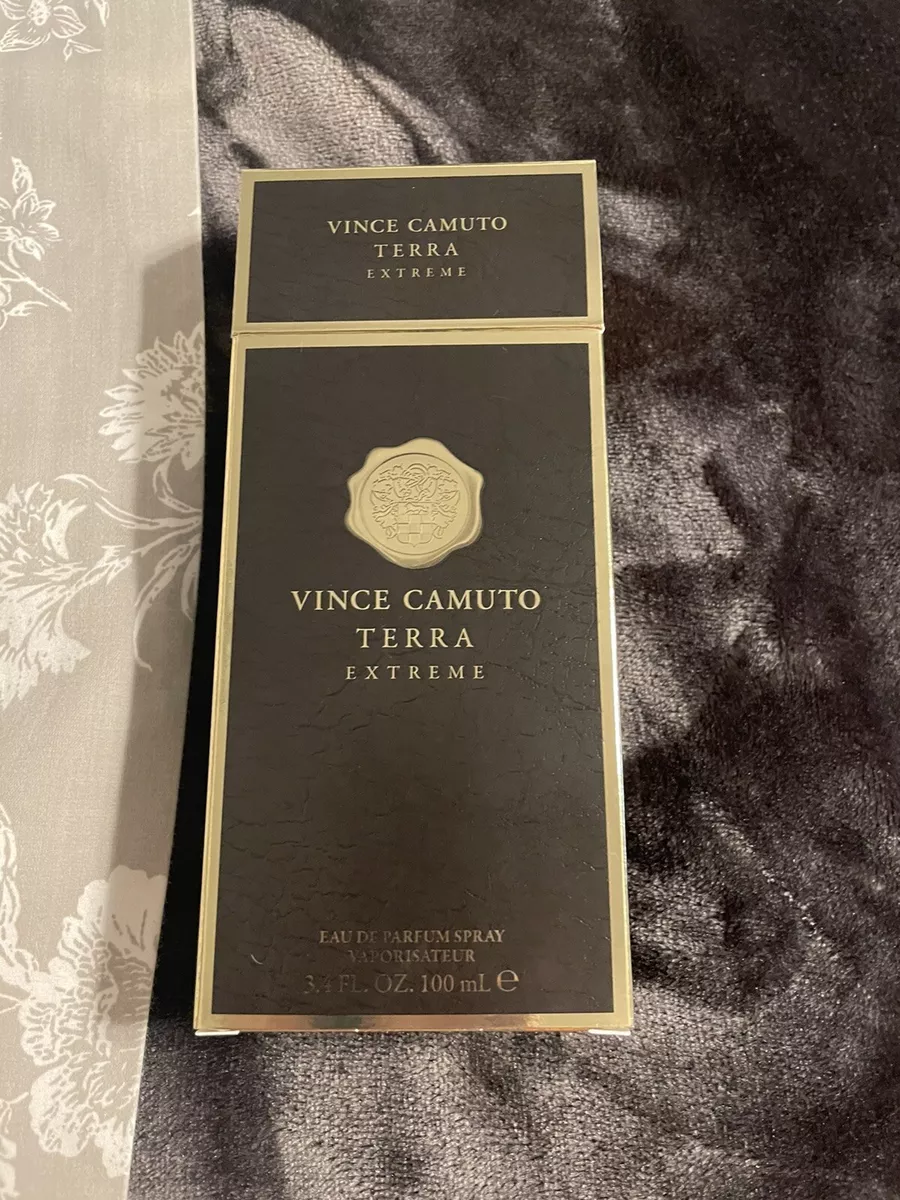 VINCE CAMUTO
TERRA
EXTREME
VINCE CAMUTO
TERRA
EXTREME
EAU DE PARFUM SPRAY
VAPORISATEUR
3.4 FL. OZ. 100 mL ℮